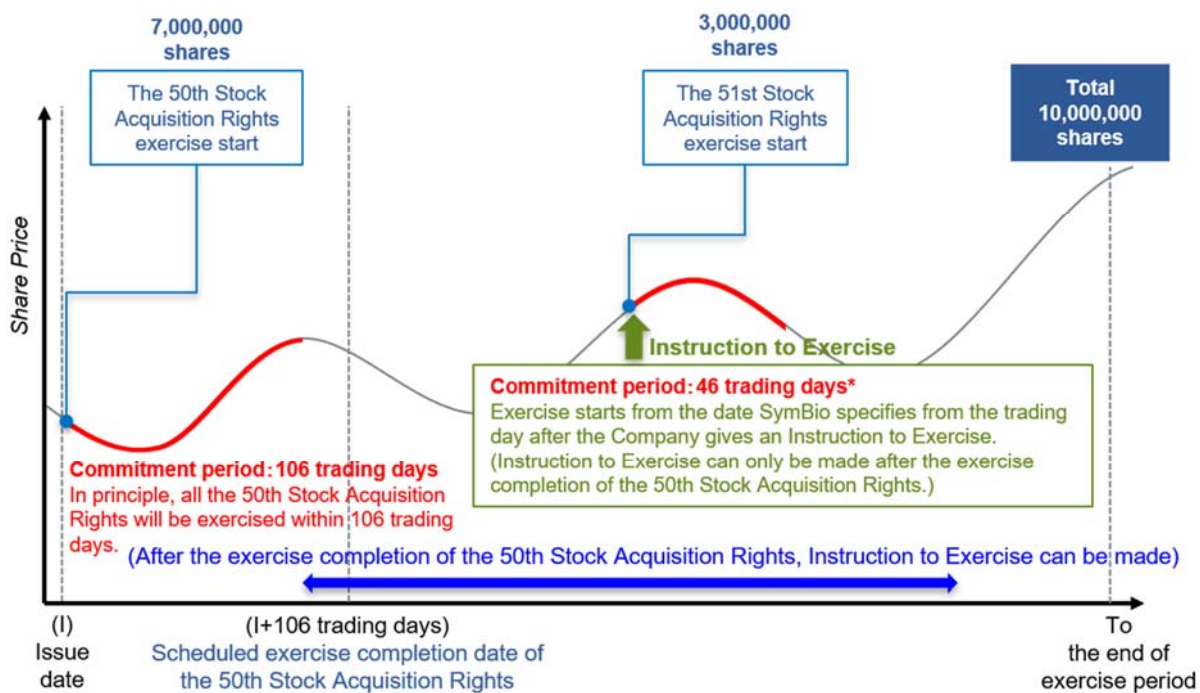 7,000,000
shares
The 50th Stock
Acquisition Rights
exercise start
3,000,000
shares
The 51st Stock
Acquisition Rights
exercise start
Total
10,000,000
shares
Share Price
Instruction to Exercise
Commitment period:46 trading days*
Exercise starts from the date SymBio specifies from the trading
day after the Company gives an Instruction to Exercise.
(Instruction to Exercise can only be made after the exercise
completion of the 50th Stock Acquisition Rights.)
Commitment period:106 trading days
In principle, all the 50th Stock Acquisition
Rights will be exercised within 106 trading
days.
(After the exercise completion of the 50th Stock Acquisition Rights, Instruction to Exercise can be made)
(I)
Issue
date
(I+106 trading days)
Scheduled exercise completion date of
the 50th Stock Acquisition Rights
To
the end of
exercise period